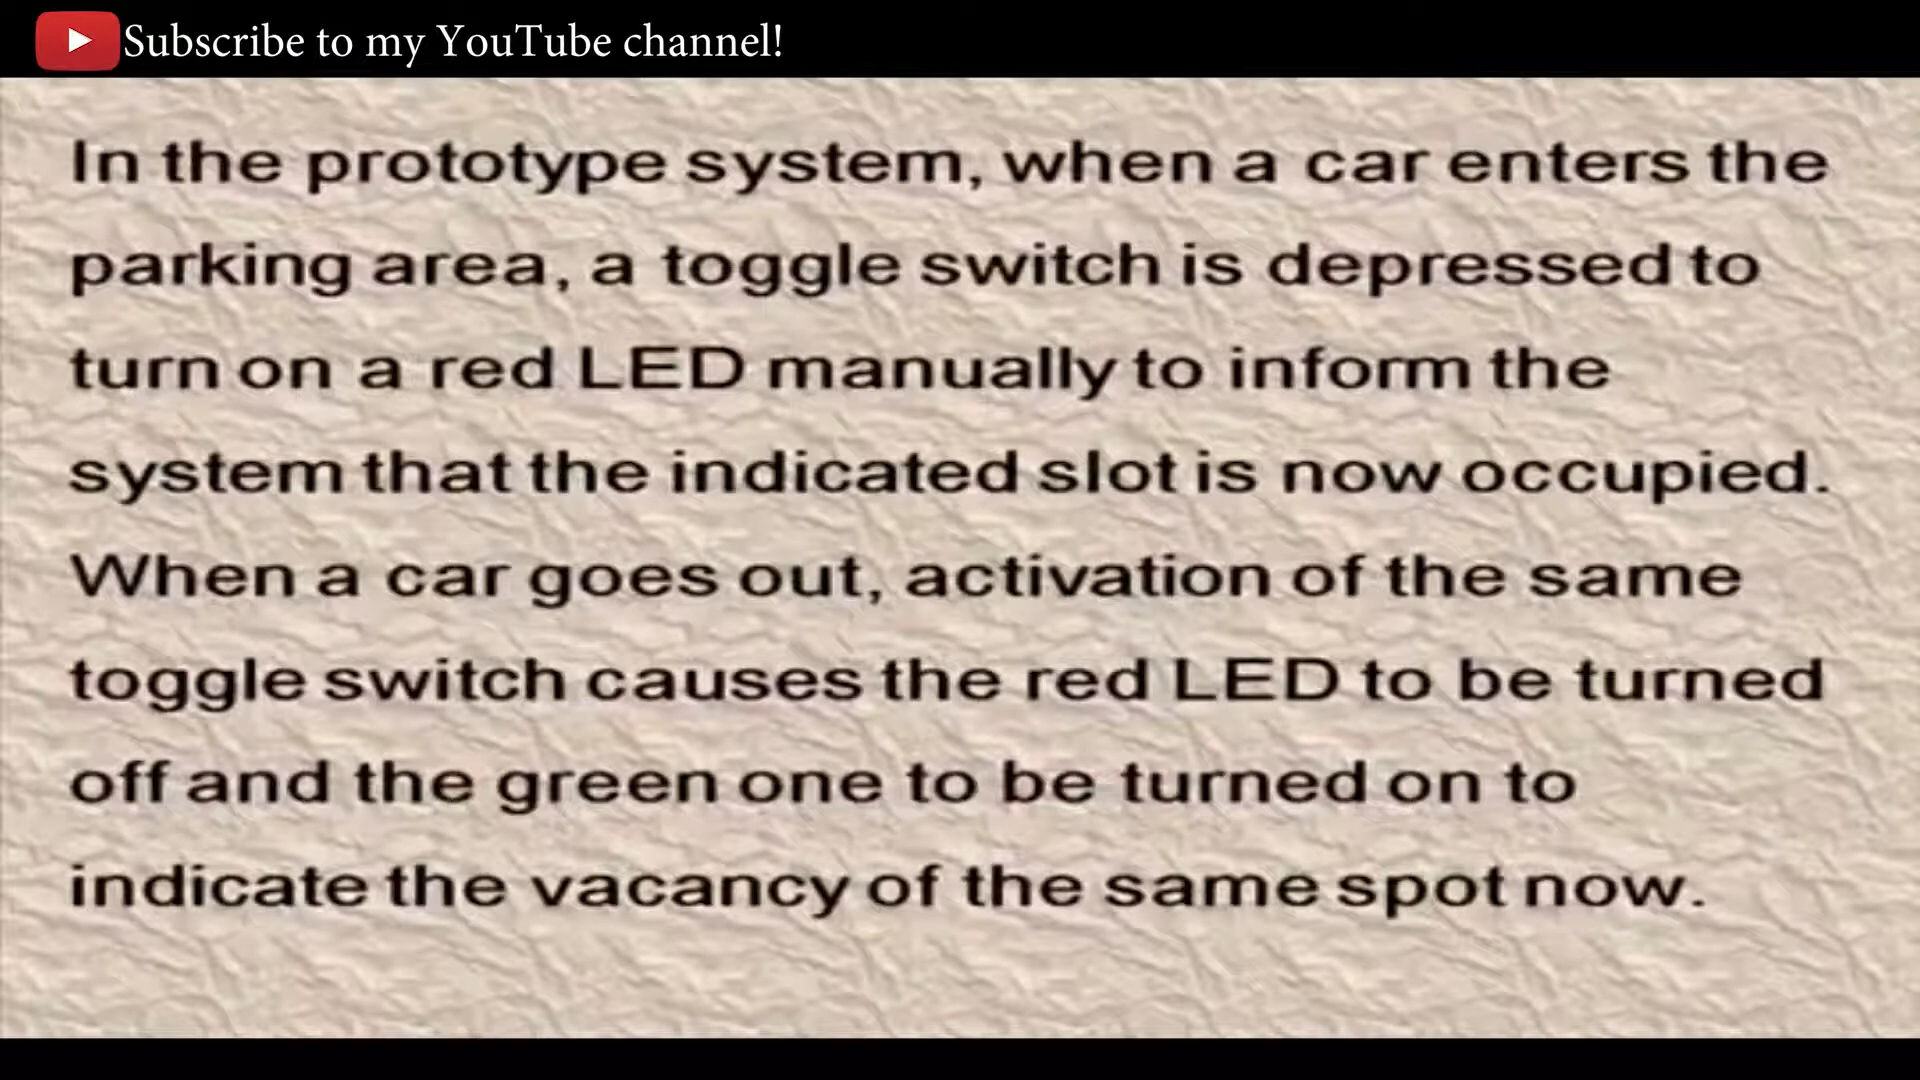 Subscribe to my YouTube channel!
In the prototype system, when a car enters the
parking area, a toggle switch is depressed to
turn on a red LED manually to inform the
system that the indicated slot is now occupied.
When a car goes out, activation of the same
toggle switch causes the red LED to be turned
off and the green one to be turned on to
indicate the vacancy of the same spot now.